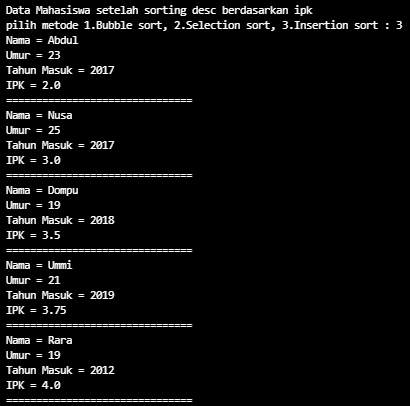 Data Mahasiswa setelah sorting desc berdasarkan ipk
pilih metode 1.Bubble sort, 2.Selection sort, 3.Insertion sort : 3
Nama = Abdul
Umur = 23
Tahun Masuk = 2017
IPK = 2.0
===============================
Nama = Nusa
Umur = 25
Tahun Masuk = 2017
IPK = 3.0
===============================
Nama = Dompu
Umur = 19
Tahun Masuk = 2018
IPK = 3.5
===============================
Nama = Ummi
Umur = 21
Tahun Masuk = 2019
IPK = 3.75
===============================
Nama = Rara
Umur = 19
Tahun Masuk = 2012
IPK = 4.0
===============================